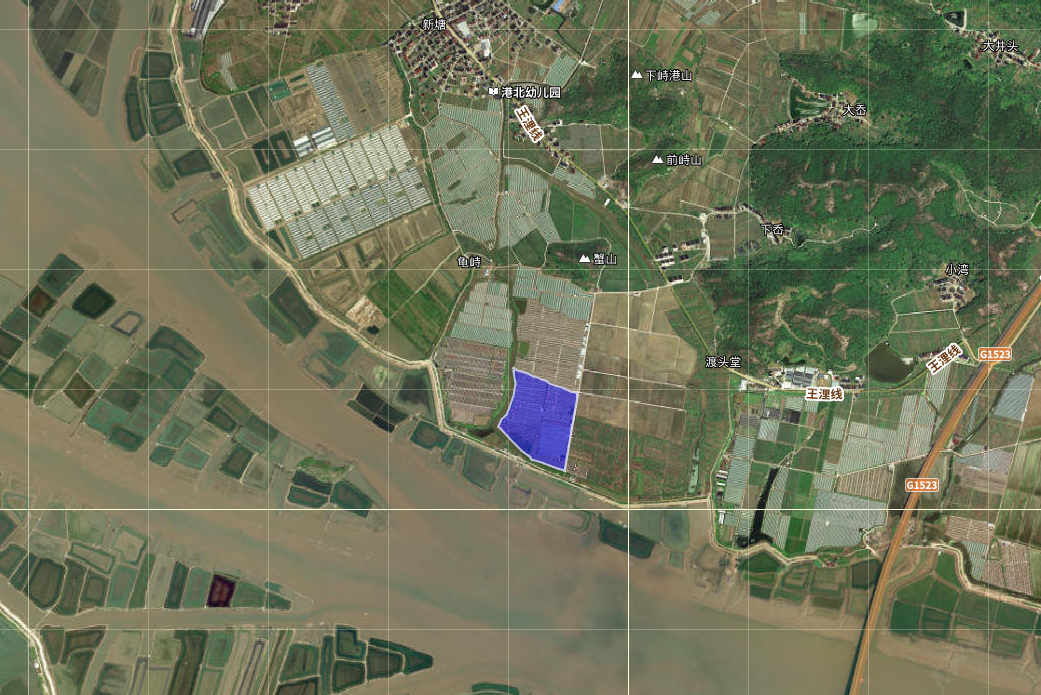 新塘
大井头
下峙港山
港北幼儿园
大岙
王浬线
前峙山
下岙
龟峙
蟹山
小湾
G1523
王浬线
渡头堂
王浬线
G1523